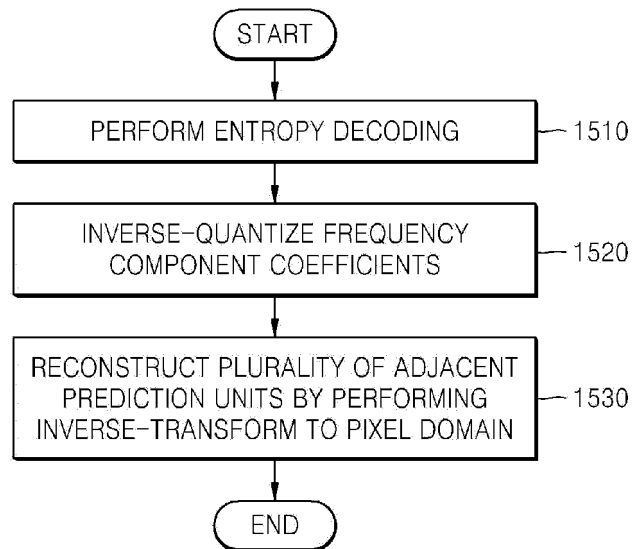 START
PERFORM ENTROPY DECODING
1510
INVERSE-QUANTIZE FREQUENCY
COMPONENT COEFFICIENTS
1520
RECONSTRUCT PLURALITY OF ADJACENT
PREDICTION UNITS BY PERFORMING
INVERSE-TRANSFORM TO PIXEL DOMAIN
1530
END